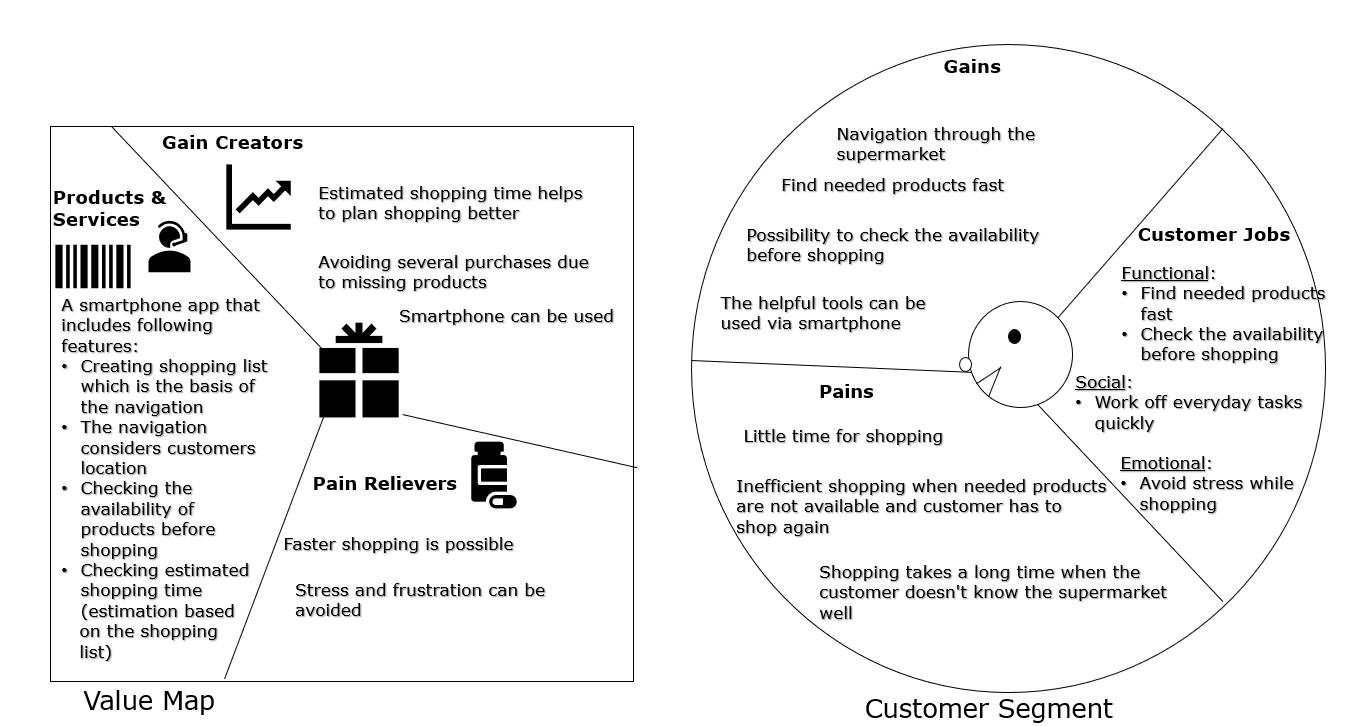 Gain Creators
Estimated shopping time helps
to plan shopping better
Avoiding several purchases due
to missing products
Smartphone can be used
Products &
Services
A smartphone app that
includes following
features:
• Creating shopping list
which is the basis of
the navigation
• The navigation
considers customers
location
• Checking the
availability of
products before
shopping
• Checking estimated
shopping time
(estimation based
on the shopping
list)
Pain Relievers
Faster shopping is possible
Stress and frustration can be
avoided
Value Map
Gains
Navigation through the
supermarket
Find needed products fast
Possibility to check the availability
before shopping
The helpful tools can be
used via smartphone
Customer Jobs
Functional:
• Find needed products
fast
• Check the availability
before shopping
Social:
• Work off everyday tasks
quickly
Emotional:
• Avoid stress while
shopping
Pains
Little time for shopping
Inefficient shopping when needed products
are not available and customer has to
shop again
Shopping takes a long time when the
customer doesn't know the supermarket
well
Customer Segment